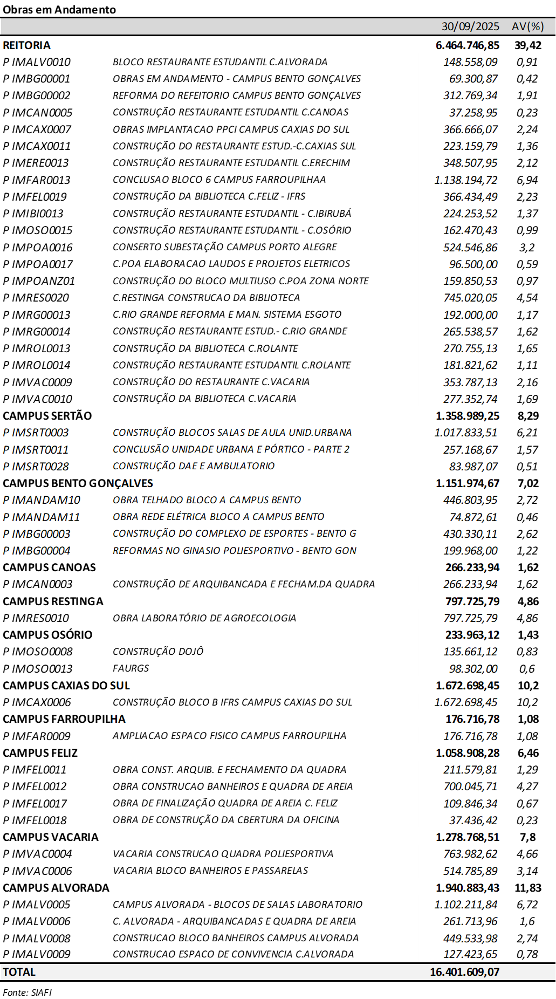 Obras em Andamento
30/09/2025 AV(%)
REITORIA 6.464.746,85 39,42
P IMALV0010 BLOCO RESTAURANTE ESTUDANTIL C.ALVORADA 148.558,09 0,91
P IMBG00001 OBRAS EM ANDAMENTO - CAMPUS BENTO GONÇALVES 69.300,87 0,42
P IMBG00002 REFORMA DO REFEITORIO CAMPUS BENTO GONÇALVES 312.769,34 1,91
P IMCAN0005 CONSTRUÇÃO RESTAURANTE ESTUDANTIL C.CANOAS 37.258,95 0,23
P IMCAX0007 OBRAS IMPLANTACAO PPCI CAMPUS CAXIAS DO SUL 366.666,07 2,24
P IMCAX0011 CONSTRUÇÃO DO RESTAURANTE ESTUD.-C.CAXIAS SUL 223.159,79 1,36
P IMERE0013 CONSTRUÇÃO RESTAURANTE ESTUDANTIL C.ERECHIM 348.507,95 2,12
P IMFAR0013 CONCLUSAO BLOCO 6 CAMPUS FARROUPILHAA 1.138.194,72 6,94
P IMFEL0019 CONSTRUÇÃO DA BIBLIOTECA C.FELIZ - IFRS 366.434,49 2,23
P IMIBI0013 CONSTRUÇÃO RESTAURANTE ESTUDANTIL - C.IBIRUBÁ 224.253,52 1,37
P IMOSO0015 CONSTRUÇÃO RESTAURANTE ESTUDANTIL - C.OSÓRIO 162.470,43 0,99
P IMPOA0016 CONSERTO SUBESTAÇÃO CAMPUS PORTO ALEGRE 524.546,86 3,2
P IMPOA0017 C.POA ELABORACAO LAUDOS E PROJETOS ELETRICOS 96.500,00 0,59
P IMPOANZ01 CONSTRUÇÃO DO BLOCO MULTIUSO C.POA ZONA NORTE 159.850,53 0,97
P IMRES0020 C.RESTINGA CONSTRUCAO DA BIBLIOTECA 745.020,05 4,54
P IMRG00013 C.RIO GRANDE REFORMA E MAN. SISTEMA ESGOTO 192.000,00 1,17
P IMRG00014 CONSTRUÇÃO RESTAURANTE ESTUD.- C.RIO GRANDE 265.538,57 1,62
P IMROL0013 CONSTRUÇÃO DA BIBLIOTECA C.ROLANTE 270.755,13 1,65
P IMROL0014 CONSTRUÇÃO RESTAURANTE ESTUDANTIL C.ROLANTE 181.821,62 1,11
P IMVAC0009 CONSTRUÇÃO DO RESTAURANTE C.VACARIA 353.787,13 2,16
P IMVAC0010 CONSTRUÇÃO DA BIBLIOTECA C.VACARIA 277.352,74 1,69
CAMPUS SERTÃO 1.358.989,25 8,29
P IMSRT0003 CONSTRUÇÃO BLOCOS SALAS DE AULA UNID.URBANA 1.017.833,51 6,21
P IMSRT0011 CONCLUSÃO UNIDADE URBANA E PÓRTICO - PARTE 2 257.168,67 1,57
P IMSRT0028 CONSTRUÇÃO DAE E AMBULATORIO 83.987,07 0,51
CAMPUS BENTO GONÇALVES 1.151.974,67 7,02
P IMANDAM10 OBRA TELHADO BLOCO A CAMPUS BENTO 446.803,95 2,72
P IMANDAM11 OBRA REDE ELÉTRICA BLOCO A CAMPUS BENTO 74.872,61 0,46
P IMBG00003 CONSTRUÇÃO DO COMPLEXO DE ESPORTES - BENTO G 430.330,11 2,62
P IMBG00004 REFORMAS NO GINASIO POLIESPORTIVO - BENTO GON 199.968,00 1,22
CAMPUS CANOAS 266.233,94 1,62
P IMCAN0003 CONSTRUÇÃO DE ARQUIBANCADA E FECHAM.DA QUADRA 266.233,94 1,62
CAMPUS RESTINGA 797.725,79 4,86
P IMRES0010 OBRA LABORATÓRIO DE AGROECOLOGIA 797.725,79 4,86
CAMPUS OSÓRIO 233.963,12 1,43
P IMOSO0008 CONSTRUÇÃO DOJÔ 135.661,12 0,83
P IMOSO0013 FAURGS 98.302,00 0,6
CAMPUS CAXIAS DO SUL 1.672.698,45 10,2
P IMCAX0006 CONSTRUÇÃO BLOCO B IFRS CAMPUS CAXIAS DO SUL 1.672.698,45 10,2
CAMPUS FARROUPILHA 176.716,78 1,08
P IMFAR0009 AMPLIACAO ESPACO FISICO CAMPUS FARROUPILHA 176.716,78 1,08
CAMPUS FELIZ 1.058.908,28 6,46
P IMFEL0011 OBRA CONST. ARQUIB. E FECHAMENTO DA QUADRA 211.579,81 1,29
P IMFEL0012 OBRA CONSTRUCAO BANHEIROS E QUADRA DE AREIA 700.045,71 4,27
P IMFEL0017 OBRA DE FINALIZAÇÃO QUADRA DE AREIA C. FELIZ 109.846,34 0,67
P IMFEL0018 OBRA DE CONSTRUÇÃO DA CBERTURA DA OFICINA 37.436,42 0,23
CAMPUS VACARIA 1.278.768,51 7,8
P IMVAC0004 VACARIA CONSTRUCAO QUADRA POLIESPORTIVA 763.982,62 4,66
P IMVAC0006 VACARIA BLOCO BANHEIROS E PASSARELAS 514.785,89 3,14
CAMPUS ALVORADA 1.940.883,43 11,83
P IMALV0005 CAMPUS ALVORADA - BLOCOS DE SALAS LABORATORIO 1.102.211,84 6,72
P IMALV0006 C. ALVORADA - ARQUIBANCADAS E QUADRA DE AREIA 261.713,96 1,6
P IMALV0008 CONSTRUCAO BLOCO BANHEIROS CAMPUS ALVORADA 449.533,98 2,74
P IMALV0009 CONSTRUCAO ESPACO DE CONVIVENCIA C.ALVORADA 127.423,65 0,78
TOTAL 16.401.609,07
Fonte: SIAFI